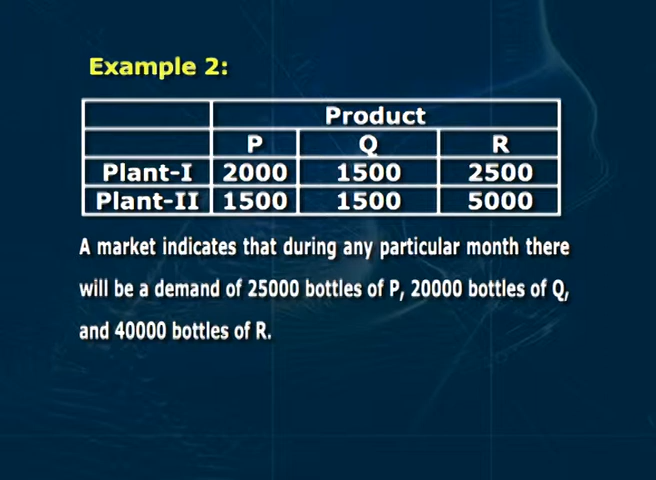 Example 2:
Product
P Q R
Plant-I 2000 1500 2500
Plant-II 1500 1500 5000
A market indicates that during any particular month there
will be a demand of 25000 bottles of P, 20000 bottles of Q,
and 40000 bottles of R.